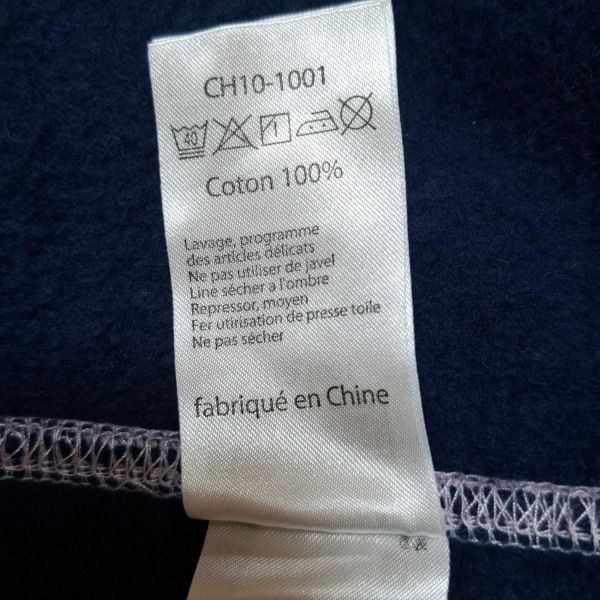 CH10-1001
40
Coton 100%
Lavage, programme
des articles délicats
Ne pas utiliser de javel
Line sécher a l'ombre
Repressor, moyen
Fer utirisation de presse toile
Ne pas sécher
fabriqué en Chine